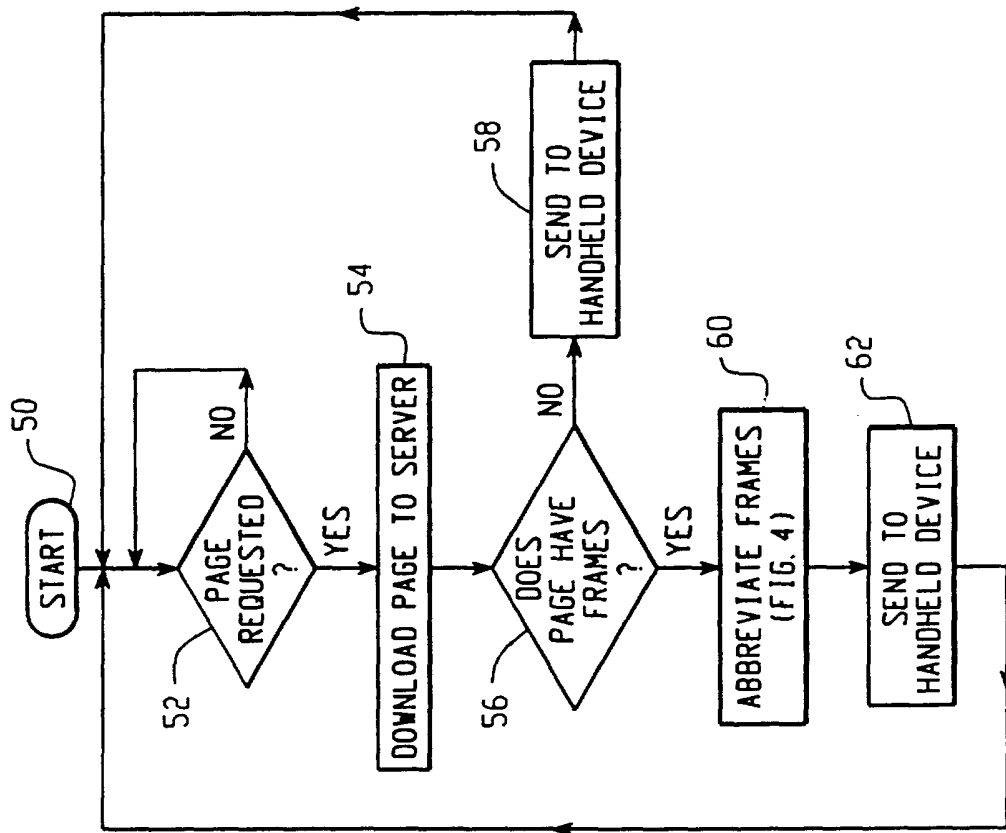 START
50
PAGE
REQUESTED
?
52
NO
YES
DOWNLOAD PAGE TO SERVER
54
DOES
PAGE HAVE
FRAMES
?
56
NO
SEND TO
HANDHELD DEVICE
58
YES
ABBREVIATE FRAMES
(FIG. 4)
60
SEND TO
HANDHELD DEVICE
62